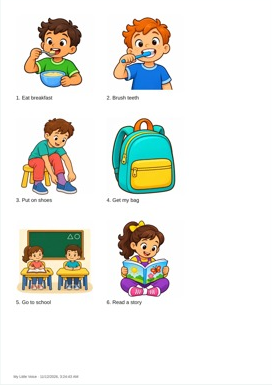 1. Eat breakfast
2. Brush teeth
3. Put on shoes
4. Get my bag
5. Go to school
6. Read a story